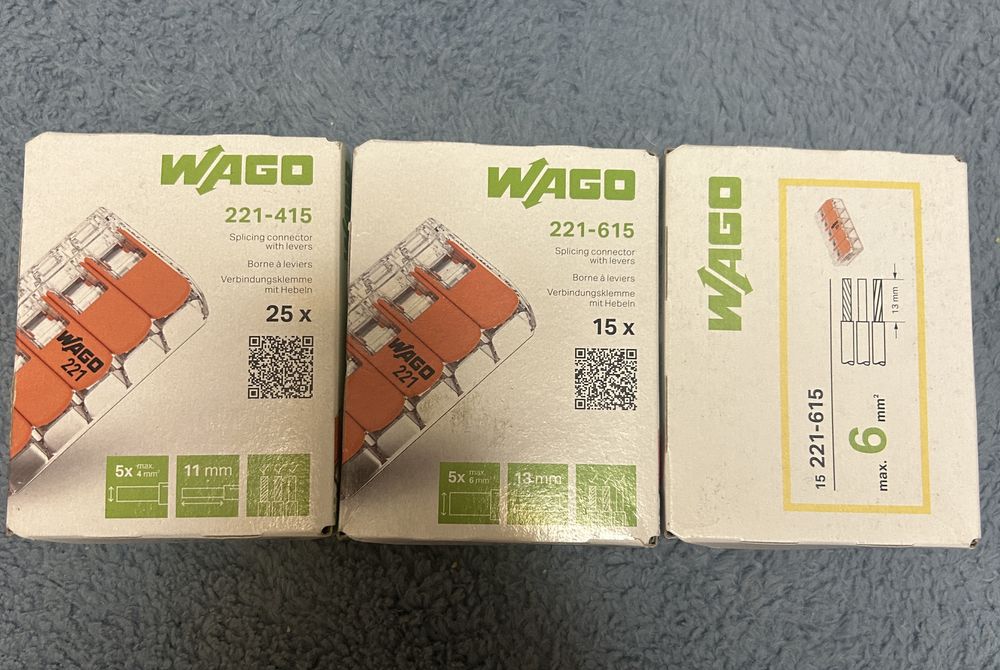 WAGO
221-415
Splicing connector
with levers
Borne à leviers
Verbindungsklemme
mit Hebeln
25 x
WAGO
221
5x max.
4 mm²
11 mm
WAGO
221-615
Splicing connector
with levers
Borne à leviers
Verbindungsklemme
mit Hebeln
15 x
WAGO
221
5x max.
6 mm²
13 mm
WAGO
13 mm
15 221-615
max. 6 mm²